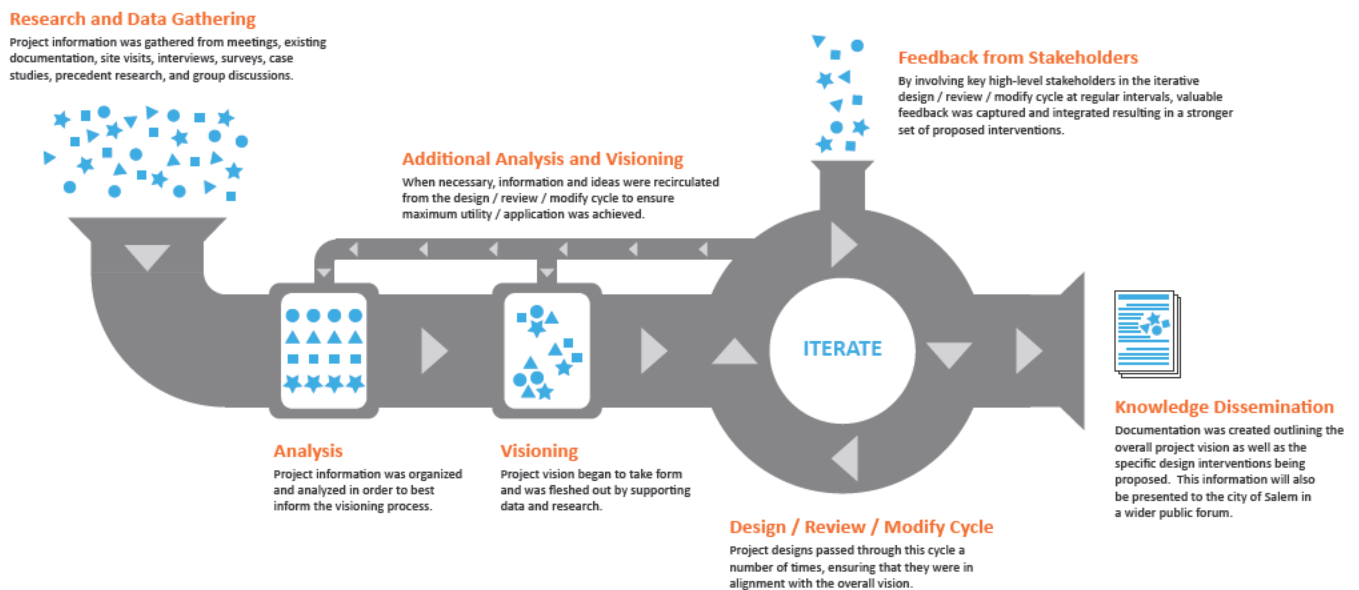 Research and Data Gathering
Project information was gathered from meetings, existing
documentation, site visits, interviews, surveys, case
studies, precedent research, and group discussions.
Feedback from Stakeholders
By involving key high-level stakeholders in the iterative
design / review / modify cycle at regular intervals, valuable
feedback was captured and integrated resulting in a stronger
set of proposed interventions.
Additional Analysis and Visioning
When necessary, information and ideas were recirculated
from the design / review / modify cycle to ensure
maximum utility / application was achieved.
ITERATE
Analysis
Project information was organized
and analyzed in order to best
inform the visioning process.
Visioning
Project vision began to take form
and was fleshed out by supporting
data and research.
Design / Review / Modify Cycle
Project designs passed through this cycle a
number of times, ensuring that they were in
alignment with the overall vision.
Knowledge Dissemination
Documentation was created outlining the
overall project vision as well as the
specific design interventions being
proposed.  This information will also
be presented to the city of Salem in
a wider public forum.